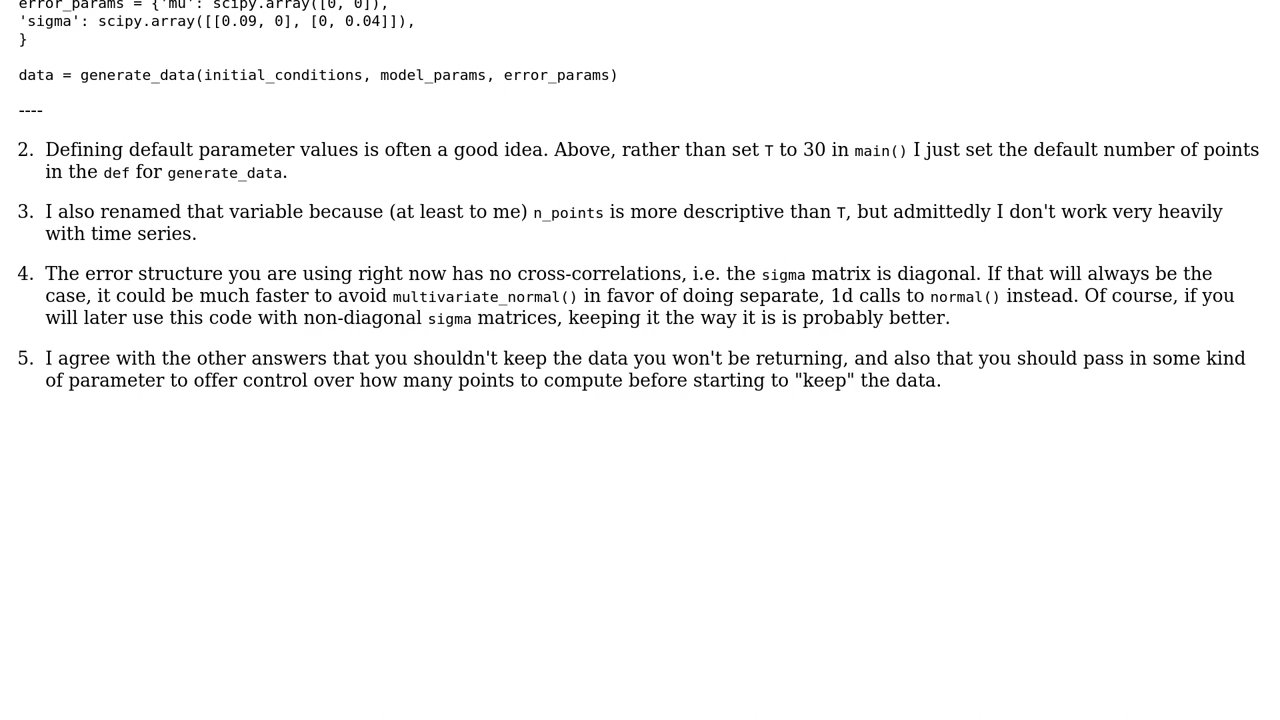 error_params = {'mu': scipy.array([0, 0]),
'sigma': scipy.array([[0.09, 0], [0, 0.04]]),
}
data = generate_data(initial_conditions, model_params, error_params)
----
2. Defining default parameter values is often a good idea. Above, rather than set T to 30 in main() I just set the default number of points
in the def for generate_data.
3. I also renamed that variable because (at least to me) n_points is more descriptive than T, but admittedly I don't work very heavily
with time series.
4. The error structure you are using right now has no cross-correlations, i.e. the sigma matrix is diagonal. If that will always be the
case, it could be much faster to avoid multivariate_normal() in favor of doing separate, 1d calls to normal() instead. Of course, if you
will later use this code with non-diagonal sigma matrices, keeping it the way it is is probably better.
5. I agree with the other answers that you shouldn't keep the data you won't be returning, and also that you should pass in some kind
of parameter to offer control over how many points to compute before starting to "keep" the data.